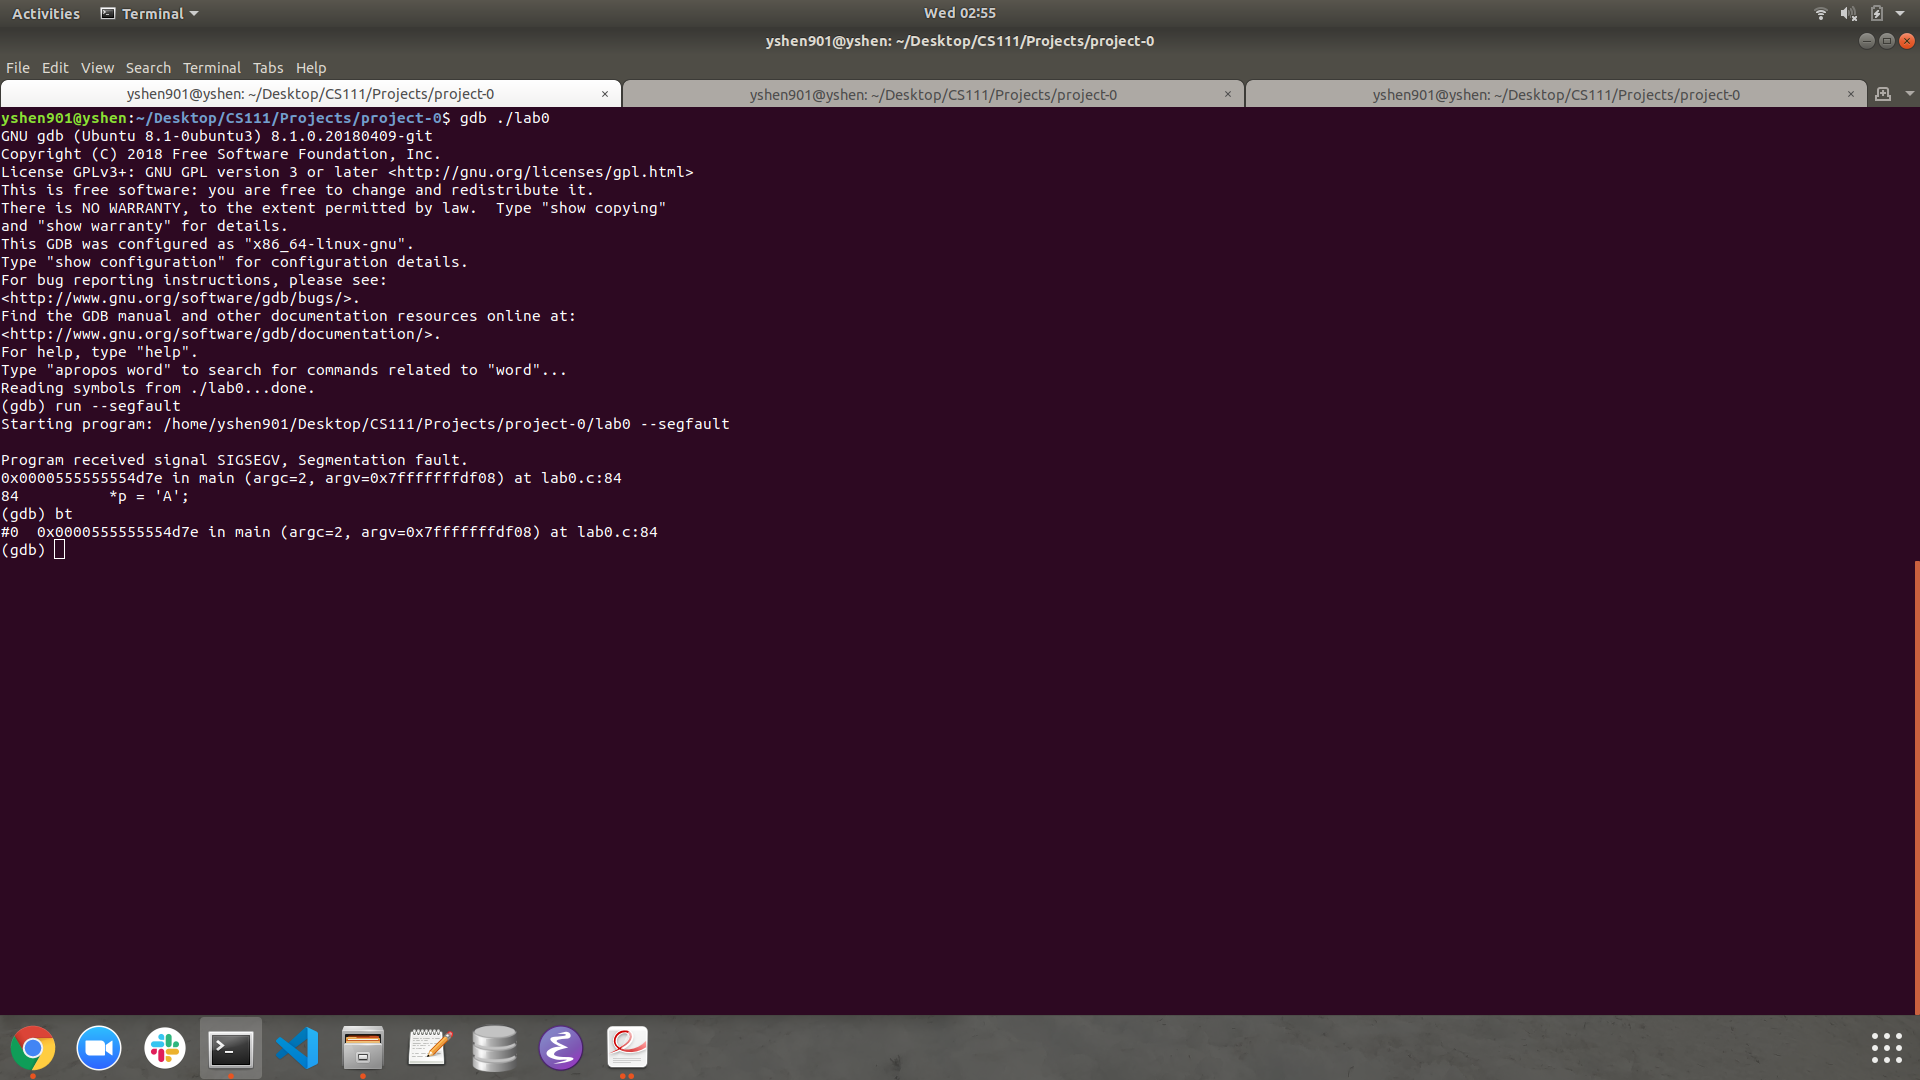 Activities Terminal Wed 02:55
yshen901@yshen: ~/Desktop/CS111/Projects/project-0
File Edit View Search Terminal Tabs Help
yshen901@yshen: ~/Desktop/CS111/Projects/project-0 × yshen901@yshen: ~/Desktop/CS111/Projects/project-0 × yshen901@yshen: ~/Desktop/CS111/Projects/project-0 ×
yshen901@yshen:~/Desktop/CS111/Projects/project-0$ gdb ./lab0
GNU gdb (Ubuntu 8.1-0ubuntu3) 8.1.0.20180409-git
Copyright (C) 2018 Free Software Foundation, Inc.
License GPLv3+: GNU GPL version 3 or later <http://gnu.org/licenses/gpl.html>
This is free software: you are free to change and redistribute it.
There is NO WARRANTY, to the extent permitted by law.  Type "show copying"
and "show warranty" for details.
This GDB was configured as "x86_64-linux-gnu".
Type "show configuration" for configuration details.
For bug reporting instructions, please see:
<http://www.gnu.org/software/gdb/bugs/>.
Find the GDB manual and other documentation resources online at:
<http://www.gnu.org/software/gdb/documentation/>.
For help, type "help".
Type "apropos word" to search for commands related to "word"...
Reading symbols from ./lab0...done.
(gdb) run --segfault
Starting program: /home/yshen901/Desktop/CS111/Projects/project-0/lab0 --segfault
Program received signal SIGSEGV, Segmentation fault.
0x0000555555554d7e in main (argc=2, argv=0x7fffffffdf08) at lab0.c:84
84          *p = 'A';
(gdb) bt
#0  0x0000555555554d7e in main (argc=2, argv=0x7fffffffdf08) at lab0.c:84
(gdb)